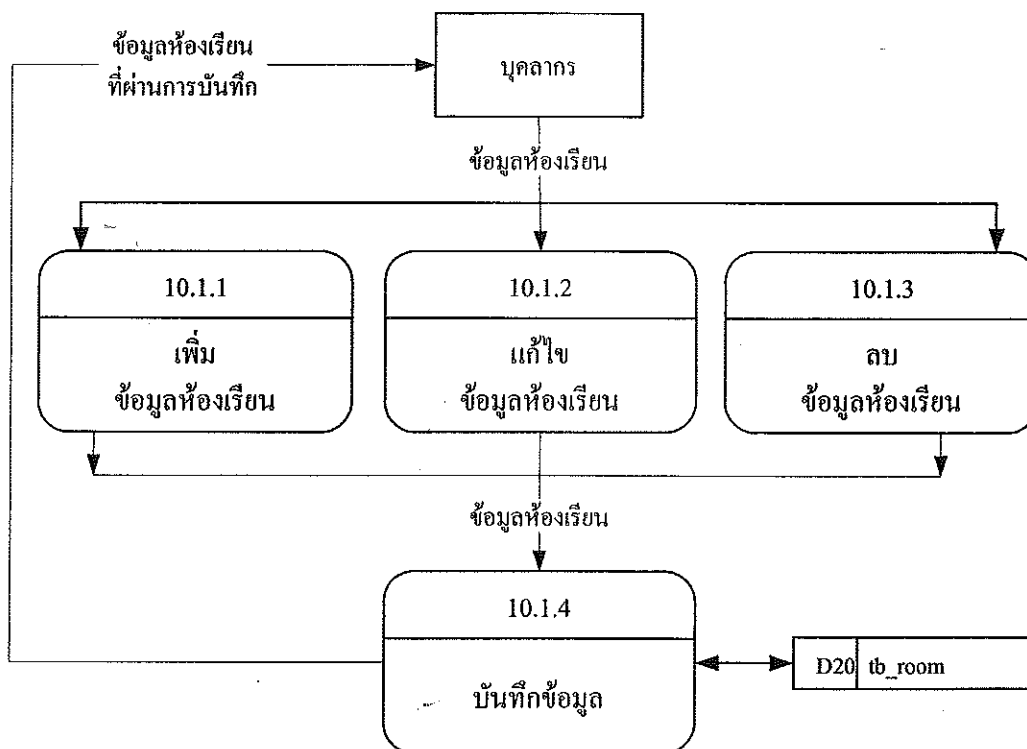 ข้อมูลห้องเรียน
ที่ผ่านการบันทึก
บุคลากร
ข้อมูลห้องเรียน
10.1.1
เพิ่ม
ข้อมูลห้องเรียน
10.1.2
แก้ไข
ข้อมูลห้องเรียน
10.1.3
ลบ
ข้อมูลห้องเรียน
ข้อมูลห้องเรียน
10.1.4
บันทึกข้อมูล
D20 tb_room